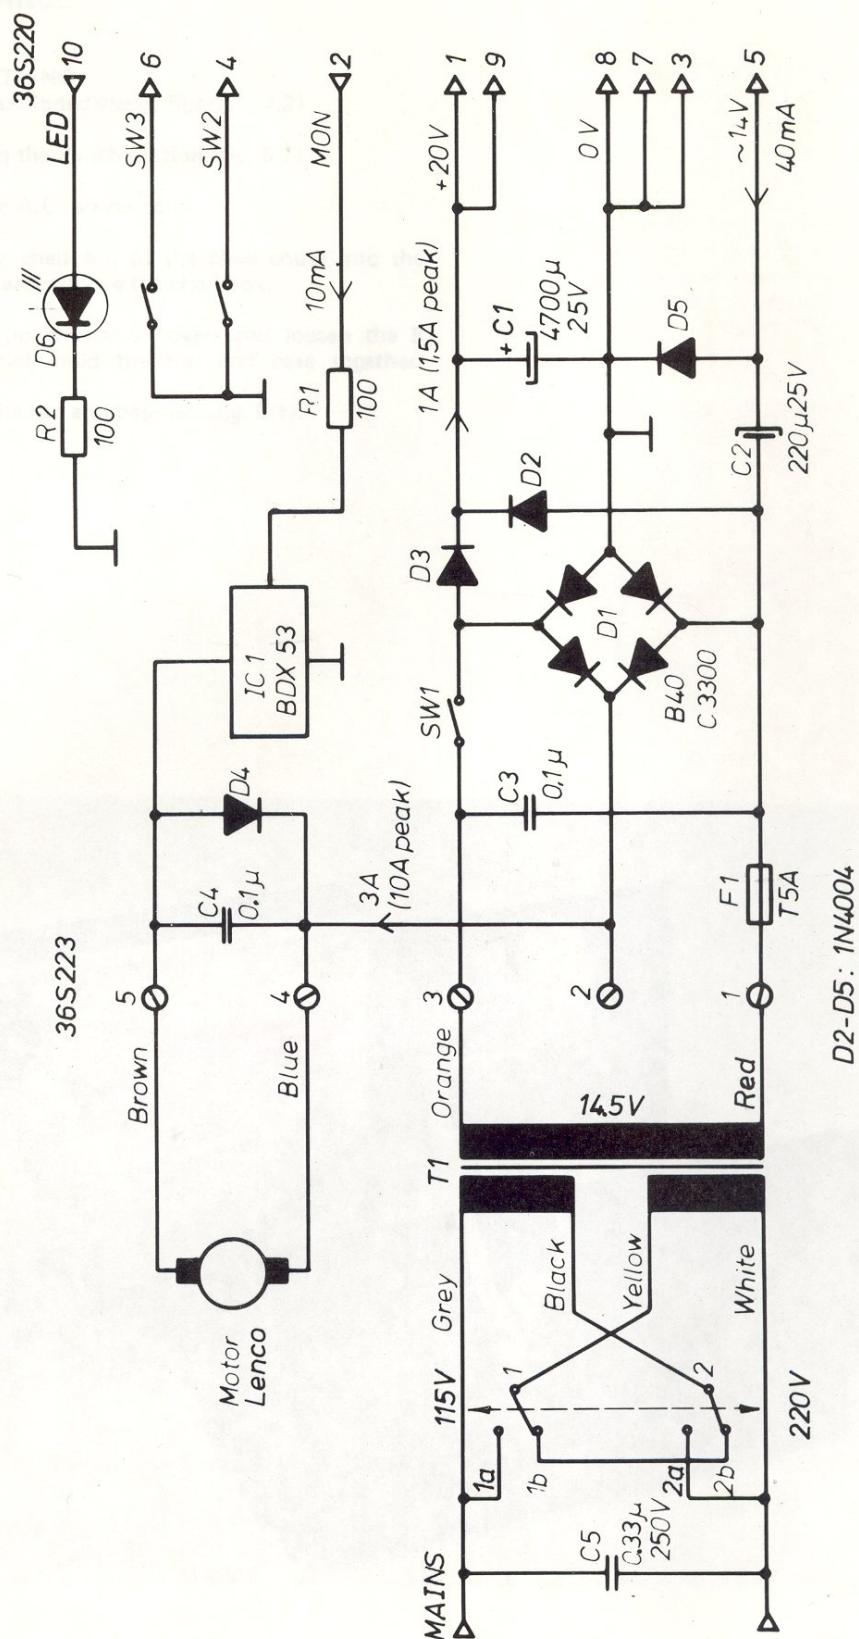 36S220
LED 10
SW3 6
SW2 4
MON 2
10mA
D6
R2
100
R1
100
IC1
BDX 53
36S223
5
Brown
4
Blue
C4
0.1µ
D4
3A
(10A peak)
Motor
Lenco
+20V
1
9
0V
8
7
3
~14V
5
40mA
1A (1.5A peak)
+C1
4700µ
25V
D5
C2
220µ25V
D2
D3
D1
B40
C3300
SW1
C3
0.1µ
F1
T5A
D2-D5: 1N4004
3
Orange
2
1
Red
14.5V
T1
115V
Grey
Black
Yellow
White
220V
1
2
1a
1b
2a
2b
C5
0.33µ
250V
MAINS